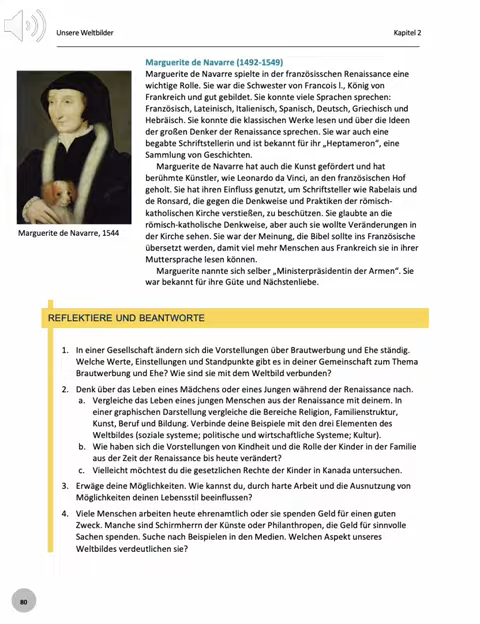 Unsere Weltbilder
Kapitel 2
Marguerite de Navarre (1492-1549)
Marguerite de Navarre spielte in der französischen Renaissance eine
wichtige Rolle. Sie war die Schwester von Francois I., König von
Frankreich und gut gebildet. Sie konnte viele Sprachen sprechen:
Französisch, Lateinisch, Italienisch, Spanisch, Deutsch, Griechisch und
Hebräisch. Sie konnte die klassischen Werke lesen und über die Ideen
der großen Denker der Renaissance sprechen. Sie war auch eine
begabte Schriftstellerin und ist bekannt für ihr „Heptameron“, eine
Sammlung von Geschichten.
Marguerite de Navarre hat auch die Kunst gefördert und hat
berühmte Künstler, wie Leonardo da Vinci, an den französischen Hof
geholt. Sie hat ihren Einfluss genutzt, um Schriftsteller wie Rabelais und
de Ronsard, die gegen die Denkweise und Praktiken der römisch-
katholischen Kirche verstießen, zu beschützen. Sie glaubte an die
römisch-katholische Denkweise, aber auch sie wollte Veränderungen in
der Kirche sehen. Sie war der Meinung, die Bibel sollte ins Französische
übersetzt werden, damit viel mehr Menschen aus Frankreich sie in ihrer
Muttersprache lesen können.
Marguerite nannte sich selber „Ministerpräsidentin der Armen“. Sie
war bekannt für ihre Güte und Nächstenliebe.
Marguerite de Navarre, 1544
REFLEKTIERE UND BEANTWORTE
1. In einer Gesellschaft ändern sich die Vorstellungen über Brautwerbung und Ehe ständig.
Welche Werte, Einstellungen und Standpunkte gibt es in deiner Gemeinschaft zum Thema
Brautwerbung und Ehe? Wie sind sie mit dem Weltbild verbunden?
2. Denk über das Leben eines Mädchens oder eines Jungen während der Renaissance nach.
a. Vergleiche das Leben eines jungen Menschen aus der Renaissance mit deinem. In
einer graphischen Darstellung vergleiche die Bereiche Religion, Familienstruktur,
Kunst, Beruf und Bildung. Verbinde deine Beispiele mit den drei Elementen des
Weltbildes (soziale systeme; politische und wirtschaftliche Systeme; Kultur).
b. Wie haben sich die Vorstellungen von Kindheit und die Rolle der Kinder in der Familie
aus der Zeit der Renaissance bis heute verändert?
c. Vielleicht möchtest du die gesetzlichen Rechte der Kinder in Kanada untersuchen.
3. Erwäge deine Möglichkeiten. Wie kannst du, durch harte Arbeit und die Ausnutzung von
Möglichkeiten deinen Lebensstil beeinflussen?
4. Viele Menschen arbeiten heute ehrenamtlich oder sie spenden Geld für einen guten
Zweck. Manche sind Schirmherrn der Künste oder Philanthropen, die Geld für sinnvolle
Sachen spenden. Suche nach Beispielen in den Medien. Welchen Aspekt unseres
Weltbildes verdeutlichen sie?
80